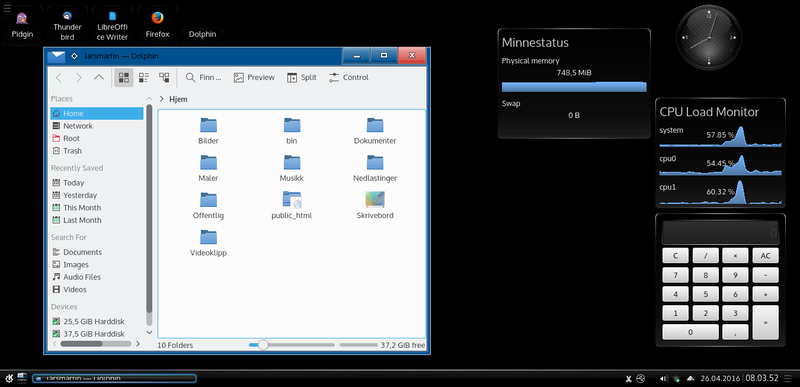 Pidgin
Thunder
bird
LibreOffi
ce Writer
Firefox
Dolphin
larsmartin — Dolphin
Finn ...
Preview
Split
Control
Places
Home
Network
Root
Trash
Recently Saved
Today
Yesterday
This Month
Last Month
Search For
Documents
Images
Audio Files
Videos
Devices
25,5 GiB Harddisk
37,5 GiB Harddisk
Hjem
Bilder
bin
Dokumenter
Maler
Musikk
Nedlastinger
Offentlig
public_html
Skrivebord
Videoklipp
10 Folders
37,2 GiB free
Minnestatus
Physical memory
748,5 MiB
Swap
0 B
CPU Load Monitor
system
57.85 %
cpu0
54.45 %
cpu1
60.32 %
0
C / × AC
7 8 9 -
4 5 6 +
1 2 3 =
0 ,
larsmartin — Dolphin
26.04.2016
08.03.52